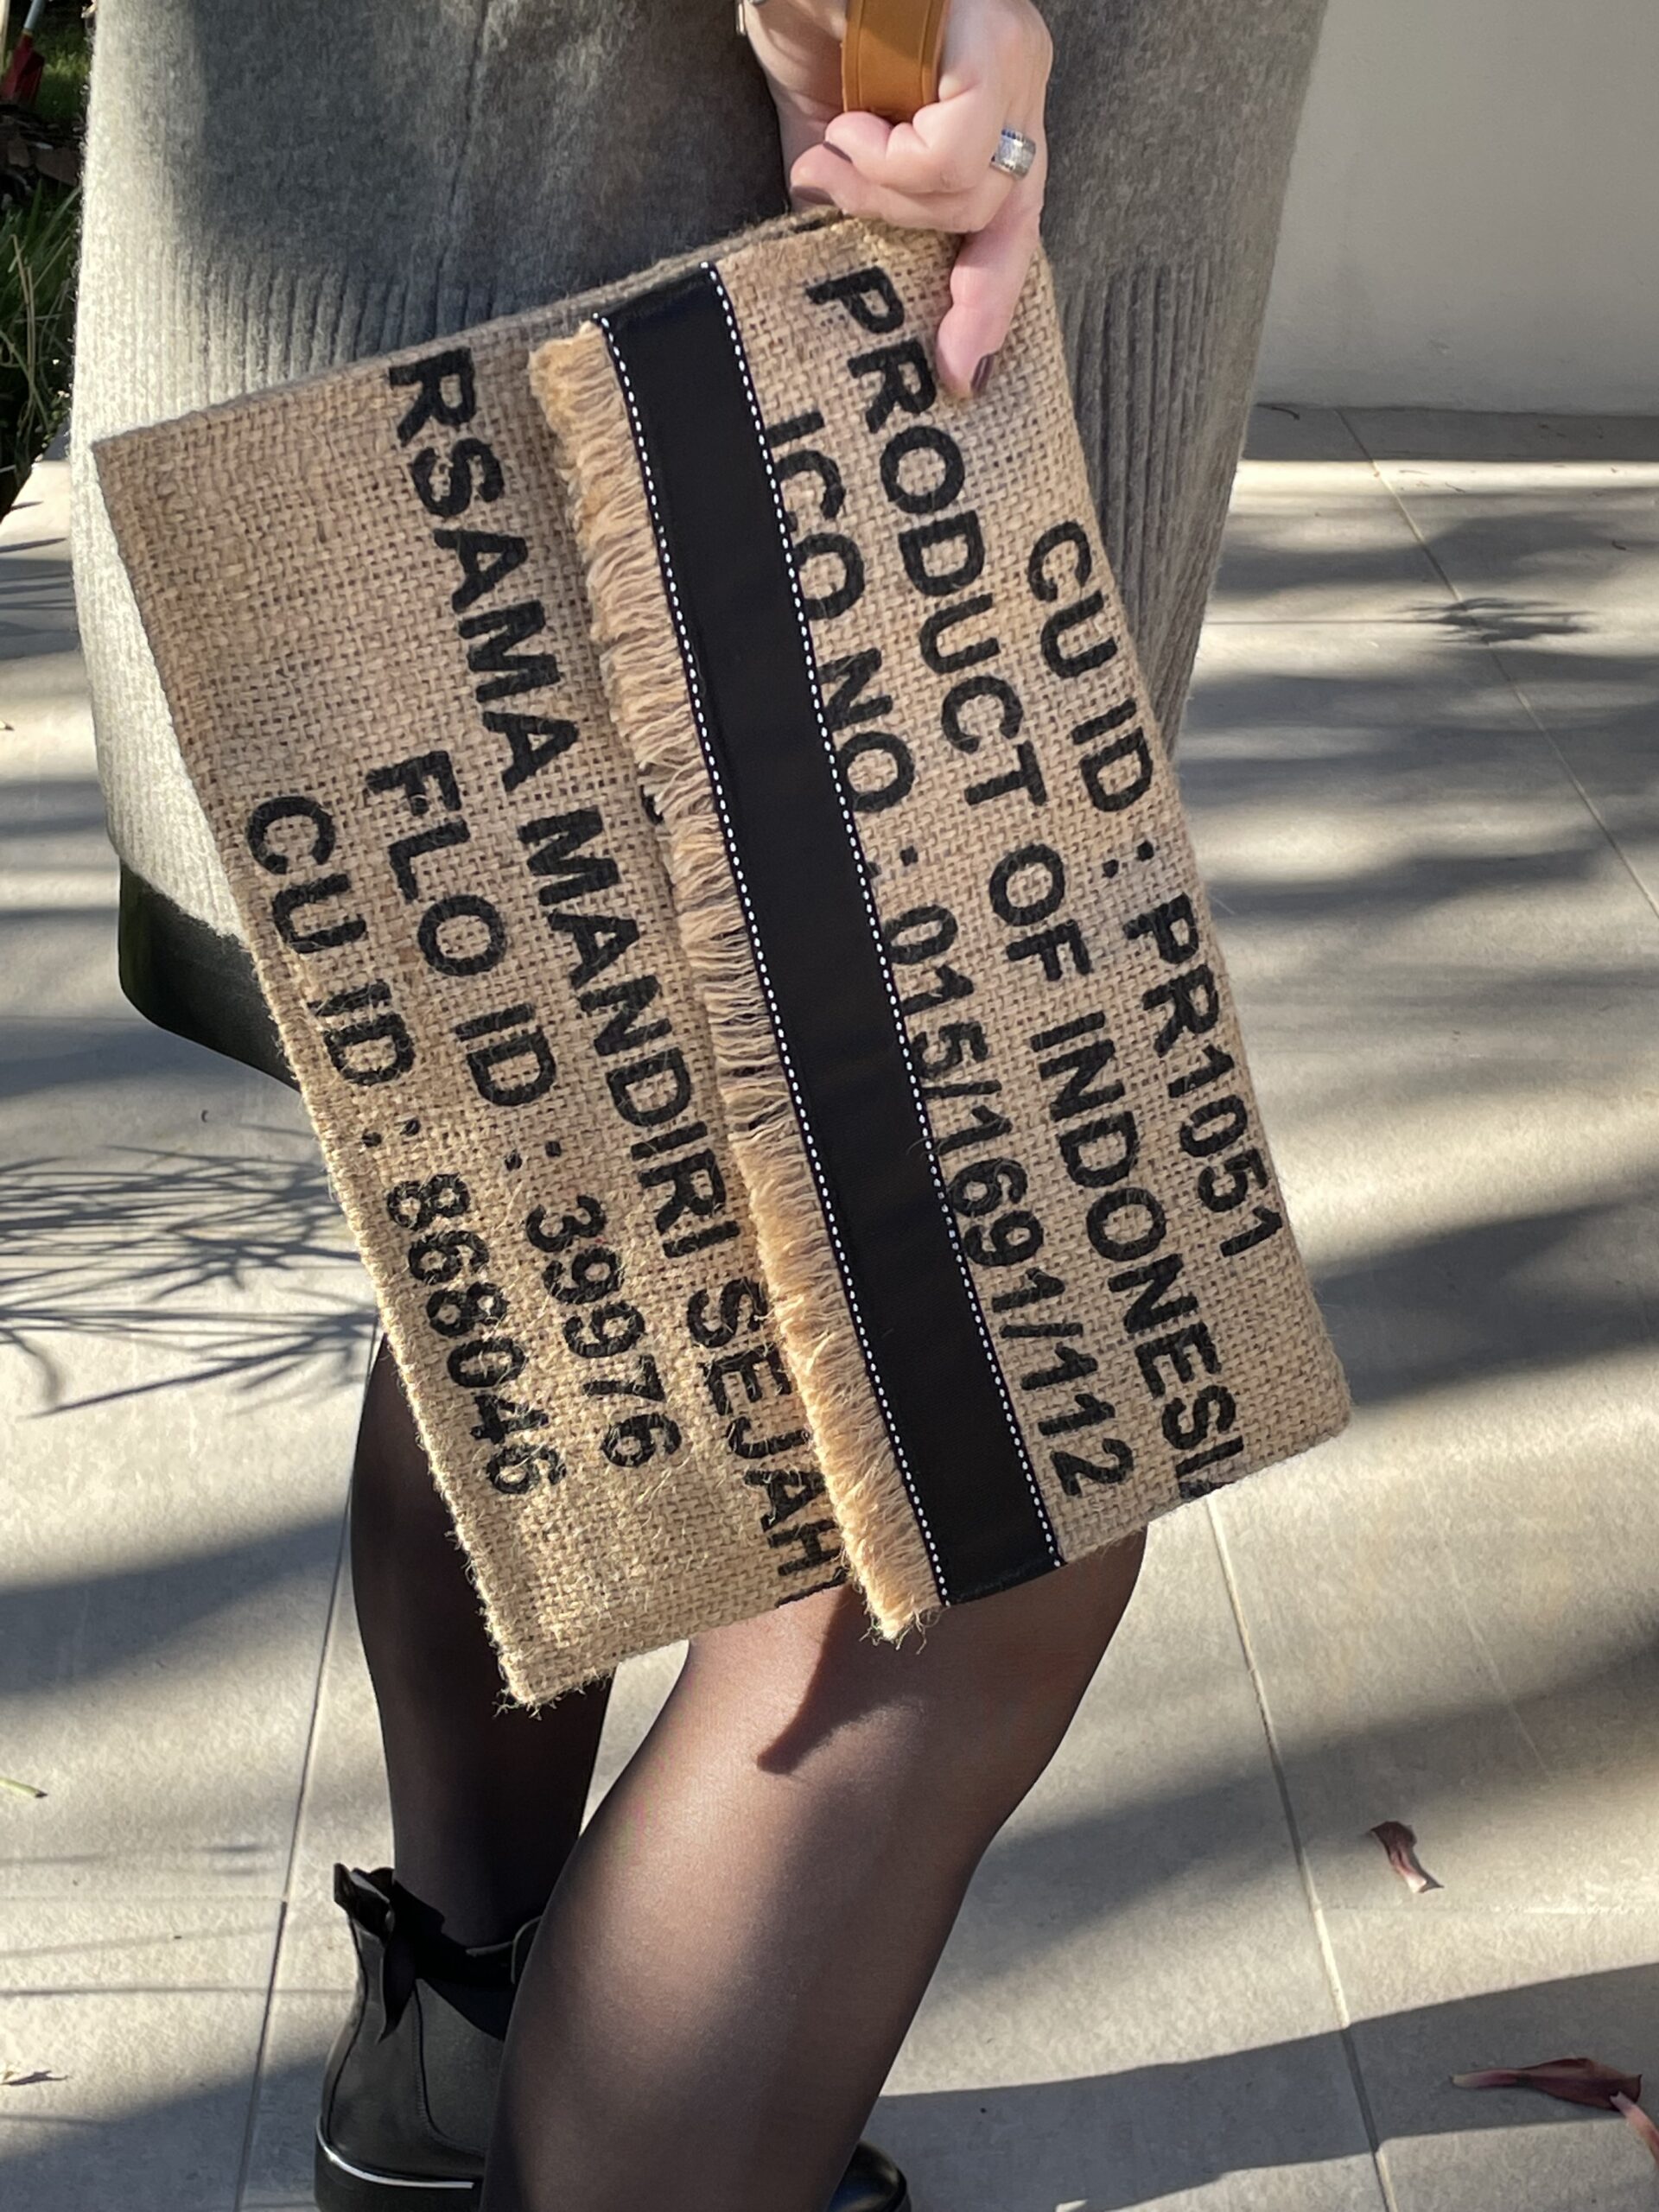 CU ID : PR1051
PRODUCT OF INDONESI
ICO NO : 015/1691/112
RSAMA MANDIRI SEJAH
FLO ID : 39976
CU ID : 868046